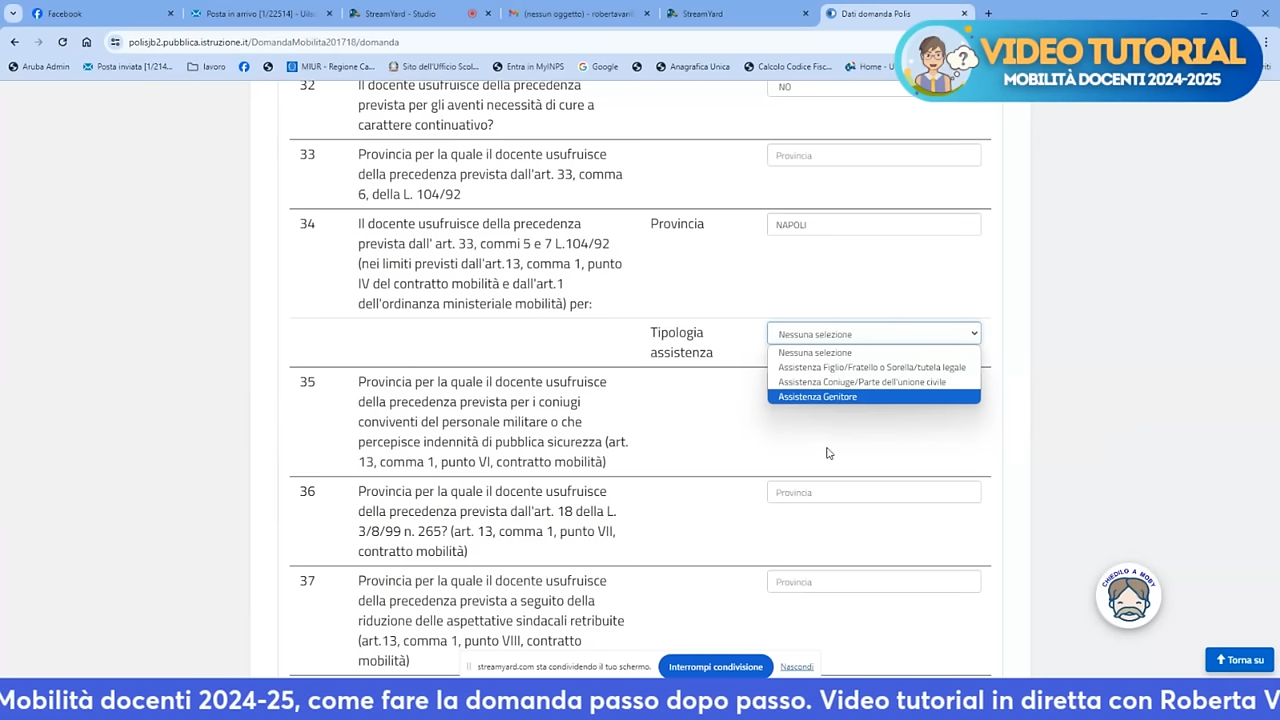 Facebook
Posta in arrivo [1/22514] - Uilsc
StreamYard - Studio
(nessun oggetto) - robertavaril
StreamYard
Dati domanda Polis
polisjb2.pubblica.istruzione.it/DomandaMobilita201718/domanda
Aruba Admin
Posta inviata [1/214...
lavoro
MIUR - Regione Ca...
Sito dell'Ufficio Scol...
Entra in MyINPS
Google
Anagrafica Unica
Calcolo Codice Fisc...
Home - U
VIDEO TUTORIAL
MOBILITÀ DOCENTI 2024-2025
32
Il docente usufruisce della precedenza
prevista per gli aventi necessità di cure a
carattere continuativo?
NO
33
Provincia per la quale il docente usufruisce
della precedenza prevista dall'art. 33, comma
6, della L. 104/92
Provincia
34
Il docente usufruisce della precedenza
prevista dall' art. 33, commi 5 e 7 L.104/92
(nei limiti previsti dall'art.13, comma 1, punto
IV del contratto mobilità e dall'art.1
dell'ordinanza ministeriale mobilità) per:
Provincia
NAPOLI
Tipologia
assistenza
Nessuna selezione
Nessuna selezione
Assistenza Figlio/Fratello o Sorella/tutela legale
Assistenza Coniuge/Parte dell'unione civile
Assistenza Genitore
35
Provincia per la quale il docente usufruisce
della precedenza prevista per i coniugi
conviventi del personale militare o che
percepisce indennità di pubblica sicurezza (art.
13, comma 1, punto VI, contratto mobilità)
36
Provincia per la quale il docente usufruisce
della precedenza prevista dall'art. 18 della L.
3/8/99 n. 265? (art. 13, comma 1, punto VII,
contratto mobilità)
Provincia
37
Provincia per la quale il docente usufruisce
della precedenza prevista a seguito della
riduzione delle aspettative sindacali retribuite
(art.13, comma 1, punto VIII, contratto
mobilità)
Provincia
CHIEDILO A MOBY
streamyard.com sta condividendo il tuo schermo.
Interrompi condivisione
Nascondi
Torna su
Mobilità docenti 2024-25, come fare la domanda passo dopo passo. Video tutorial in diretta con Roberta V